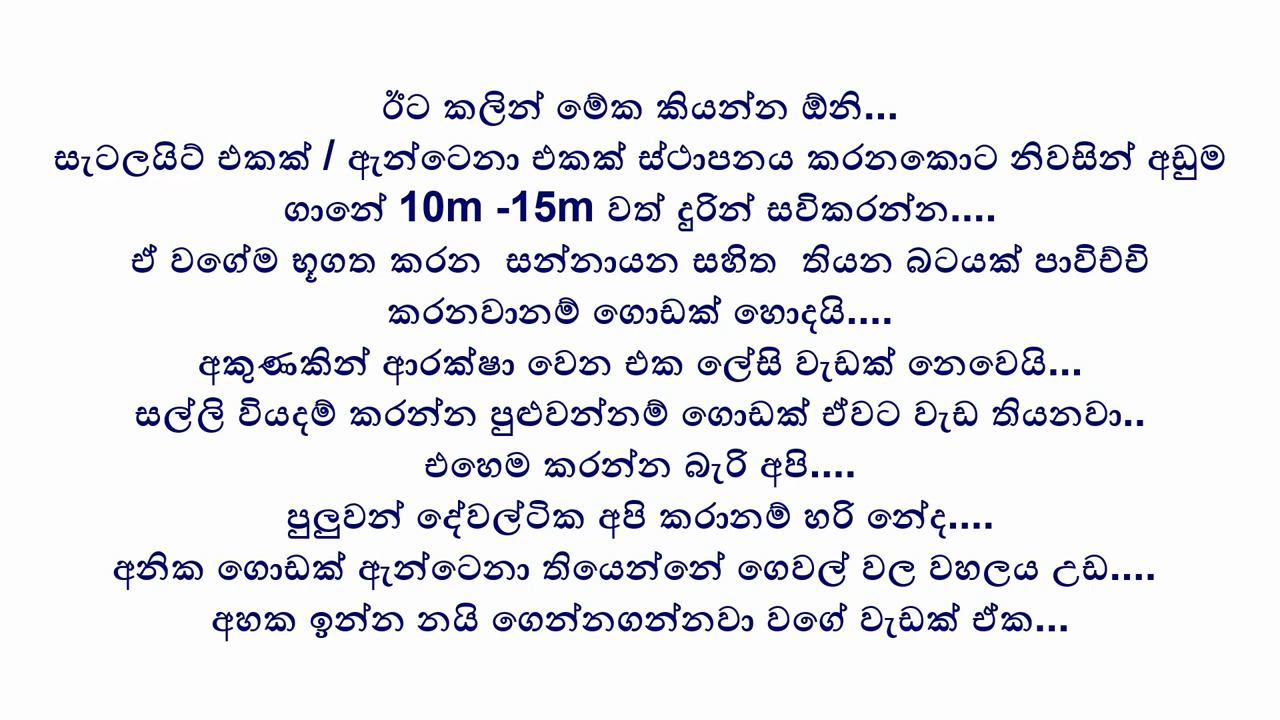 ඊට කලින් මේක කියන්න ඕනි...
සැටලයිට් එකක් / ඇන්ටෙනා එකක් ස්ථාපනය කරනකොට නිවසින් අඩුම
ගානේ 10m -15m වත් දුරින් සවිකරන්න....
ඒ වගේම භූගත කරන සන්නායන සහිත තියන බටයක් පාවිච්චි
කරනවානම් ගොඩක් හොදයි....
අකුණකින් ආරක්ෂා වෙන එක ලේසි වැඩක් නෙවෙයි...
සල්ලි වියදම් කරන්න පුළුවන්නම් ගොඩක් ඒවට වැඩ තියනවා..
එහෙම කරන්න බැරි අපි....
පුලුවන් දේවල්ටික අපි කරානම් හරි නේද....
අනික ගොඩක් ඇන්ටෙනා තියෙන්නේ ගෙවල් වල වහලය උඩ....
අහක ඉන්න නයි ගෙන්නගන්නවා වගේ වැඩක් ඒක...